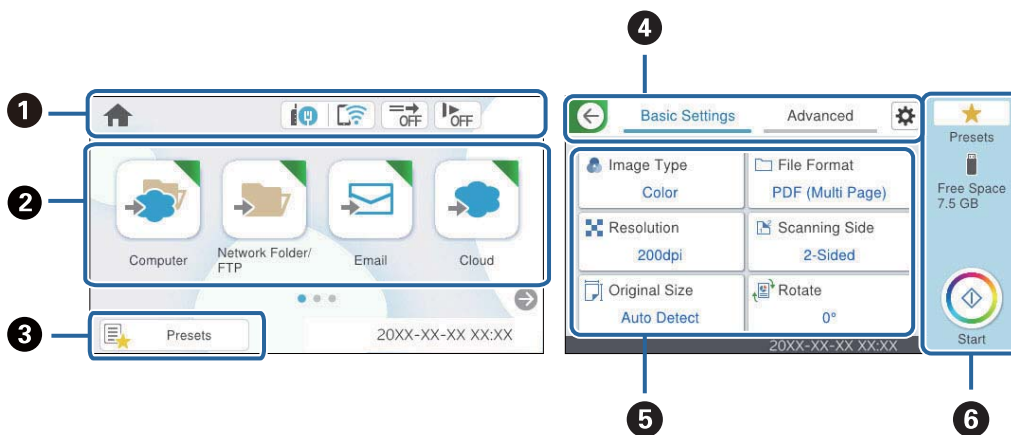 4
1
OFF
OFF
Basic Settings
Advanced
Presets
Free Space
7.5 GB
2
Computer
Network Folder/
FTP
Email
Cloud
Image Type
Color
File Format
PDF (Multi Page)
Resolution
200dpi
Scanning Side
2-Sided
Original Size
Auto Detect
Rotate
0°
3
Presets
20XX-XX-XX XX:XX
20XX-XX-XX XX:XX
Start
5
6